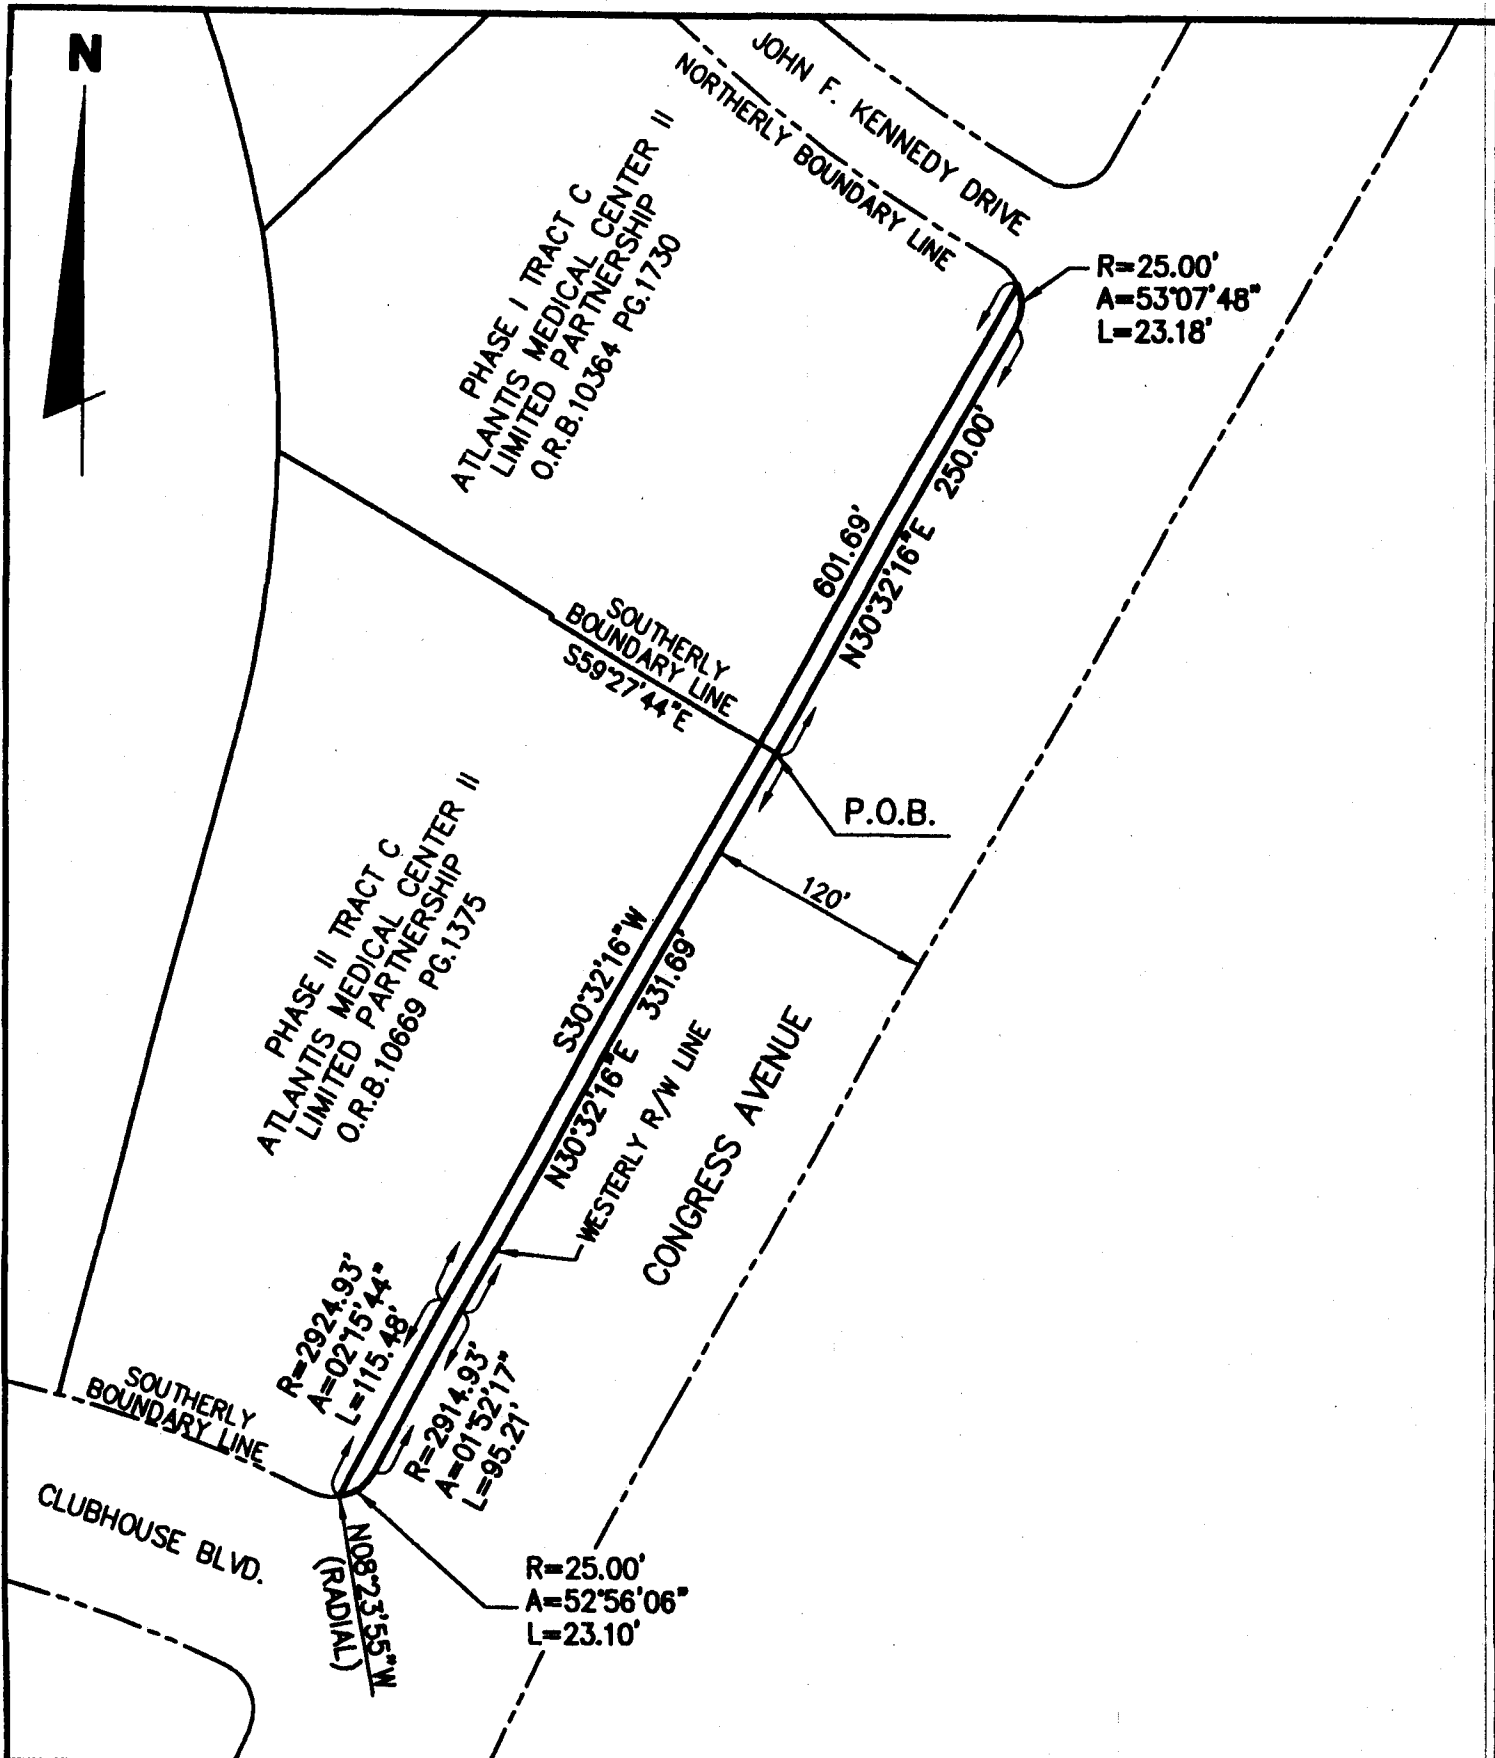 N
JOHN F. KENNEDY DRIVE
NORTHERLY BOUNDARY LINE
PHASE I TRACT C
ATLANTIS MEDICAL CENTER II
LIMITED PARTNERSHIP
O.R.B.10364 PG.1730
R=25.00'
A=53°07'48"
L=23.18'
601.69'
N30°32'16"E 250.00'
SOUTHERLY
BOUNDARY LINE
S59°27'44"E
P.O.B.
120'
PHASE II TRACT C
ATLANTIS MEDICAL CENTER II
LIMITED PARTNERSHIP
O.R.B.10669 PG.1375
S30°32'16"W
N30°32'16"E 331.69'
WESTERLY R/W LINE
CONGRESS AVENUE
R=2924.93'
A=02°15'44"
L=115.48'
R=2914.93'
A=01°52'17"
L=95.21'
SOUTHERLY
BOUNDARY LINE
CLUBHOUSE BLVD.
N08°23'55"W
(RADIAL)
R=25.00'
A=52°56'06"
L=23.10'